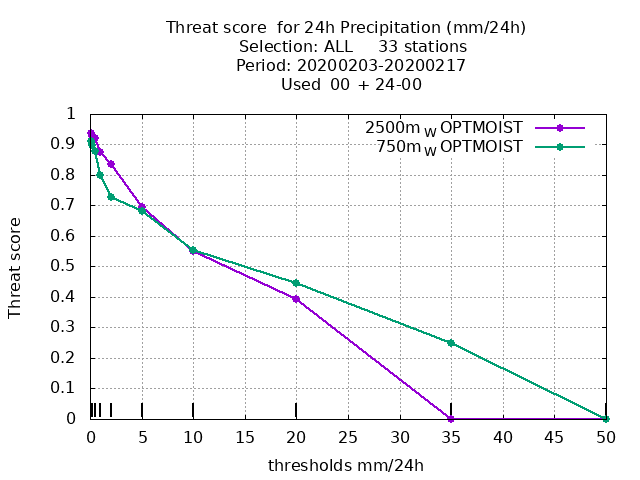 Threat score  for 24h Precipitation (mm/24h)
Selection: ALL     33 stations
Period: 20200203-20200217
Used  00 + 24-00
2500m W OPTMOIST
750m W OPTMOIST
1
0.9
0.8
0.7
0.6
0.5
0.4
0.3
0.2
0.1
0
Threat score
0 5 10 15 20 25 30 35 40 45 50
thresholds mm/24h